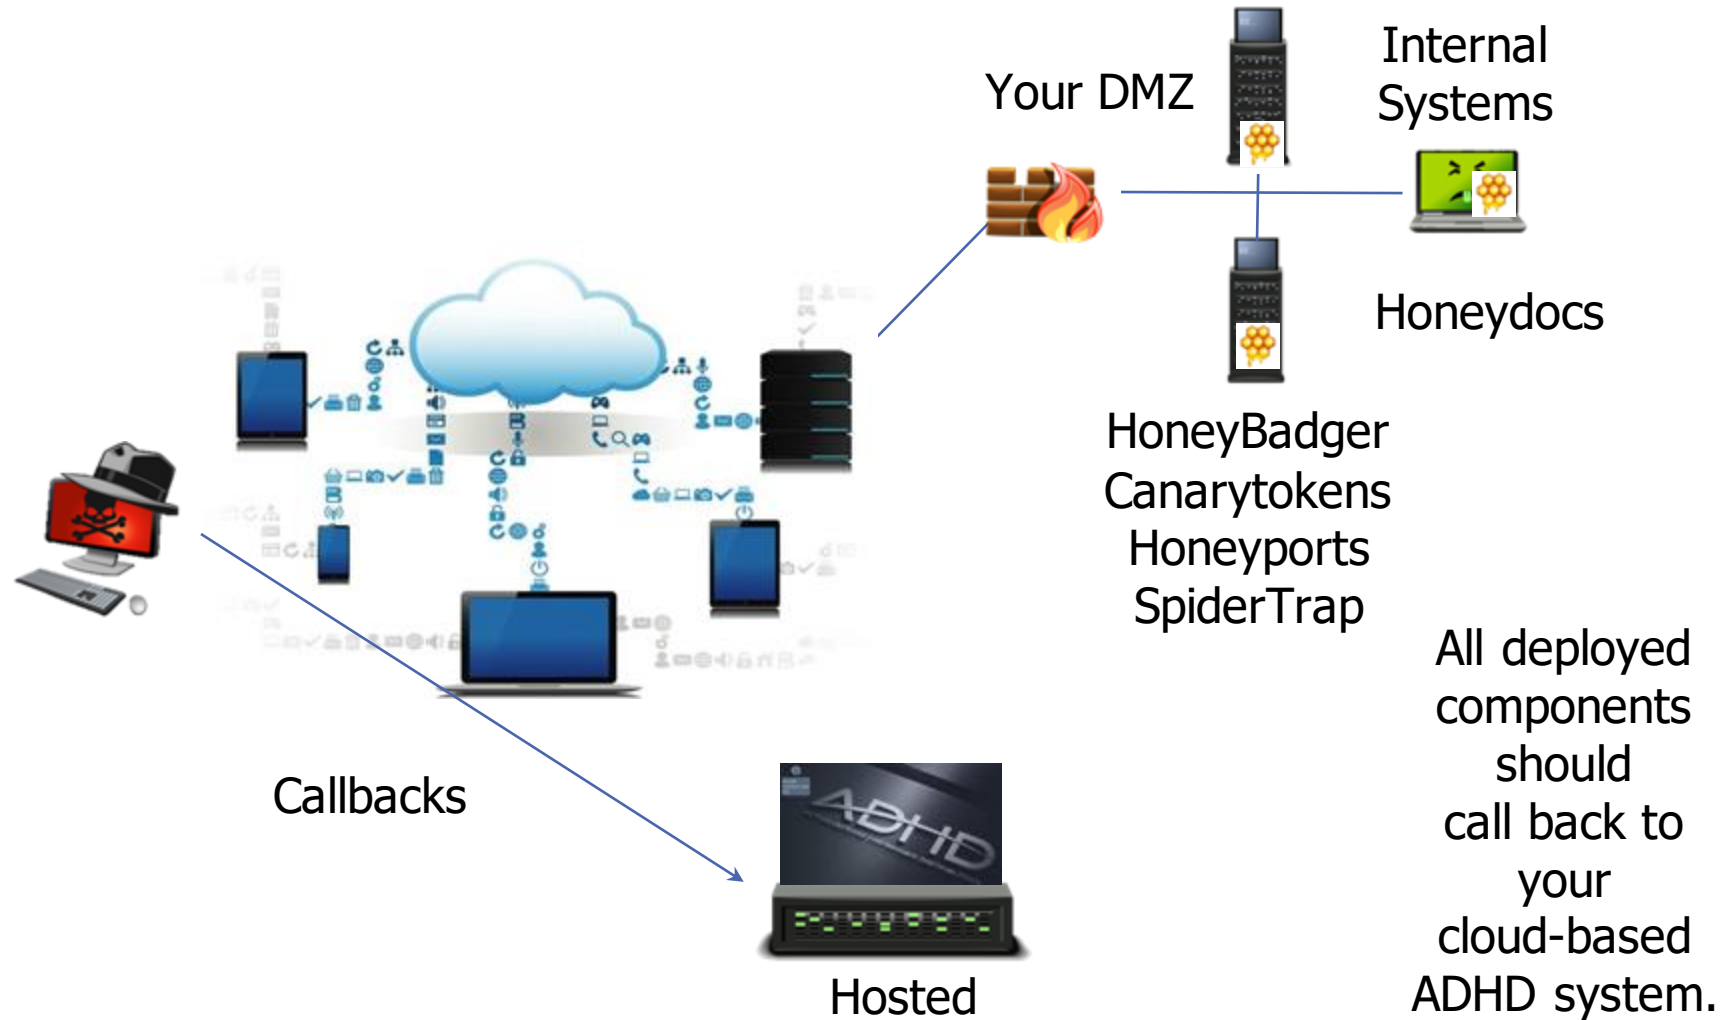 Internal
Systems
Your DMZ
Honeydocs
HoneyBadger
Canarytokens
Honeyports
SpiderTrap
All deployed
components
should
call back to
your
cloud-based
ADHD system.
Callbacks
ADHD
Hosted